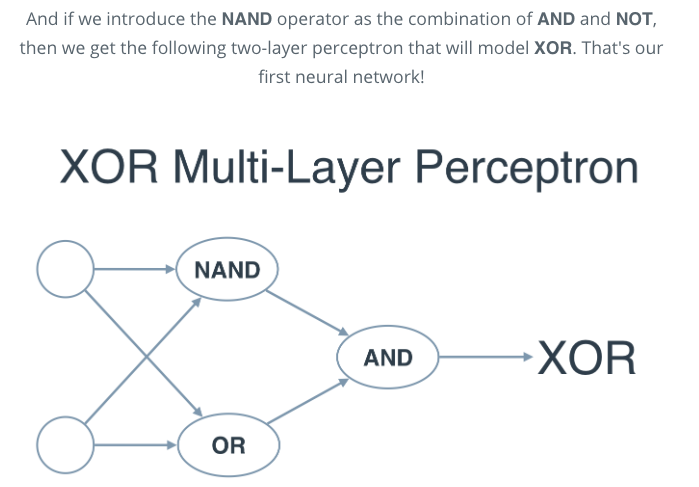 And if we introduce the NAND operator as the combination of AND and NOT,
then we get the following two-layer perceptron that will model XOR. That's our
first neural network!
XOR Multi-Layer Perceptron
NAND
AND
XOR
OR